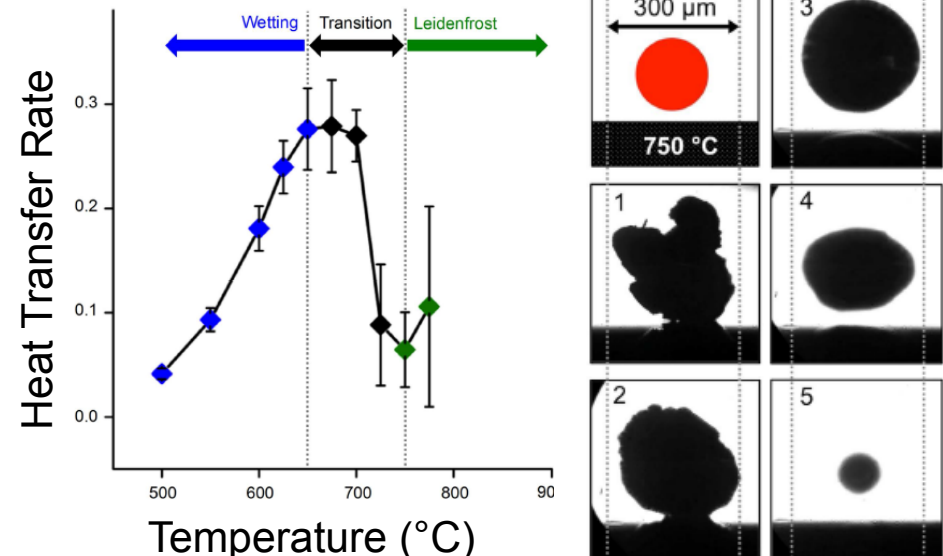 Wetting
Transition
Leidenfrost
Heat Transfer Rate
0.3
0.2
0.1
0.0
500
600
700
800
90
Temperature (°C)
300 µm
750 °C
1
2
3
4
5